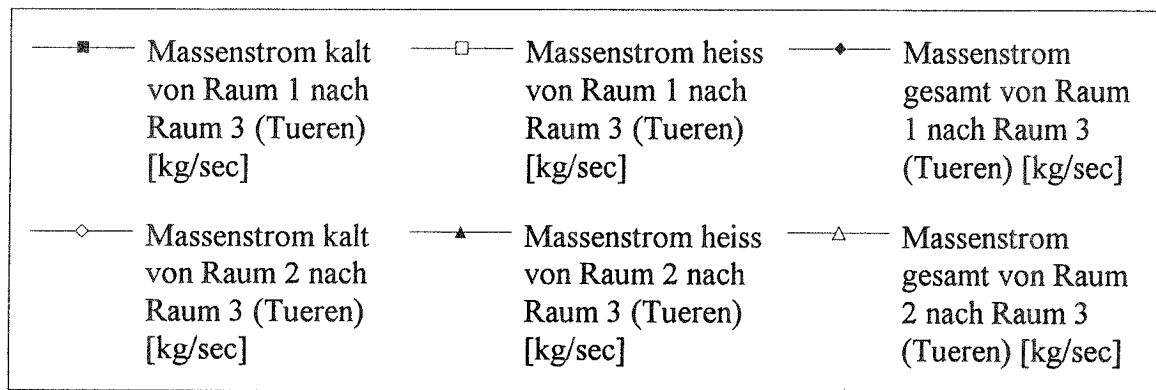 Massenstrom kalt
von Raum 1 nach
Raum 3 (Tueren)
[kg/sec]
Massenstrom heiss
von Raum 1 nach
Raum 3 (Tueren)
[kg/sec]
Massenstrom
gesamt von Raum
1 nach Raum 3
(Tueren) [kg/sec]
Massenstrom kalt
von Raum 2 nach
Raum 3 (Tueren)
[kg/sec]
Massenstrom heiss
von Raum 2 nach
Raum 3 (Tueren)
[kg/sec]
Massenstrom
gesamt von Raum
2 nach Raum 3
(Tueren) [kg/sec]